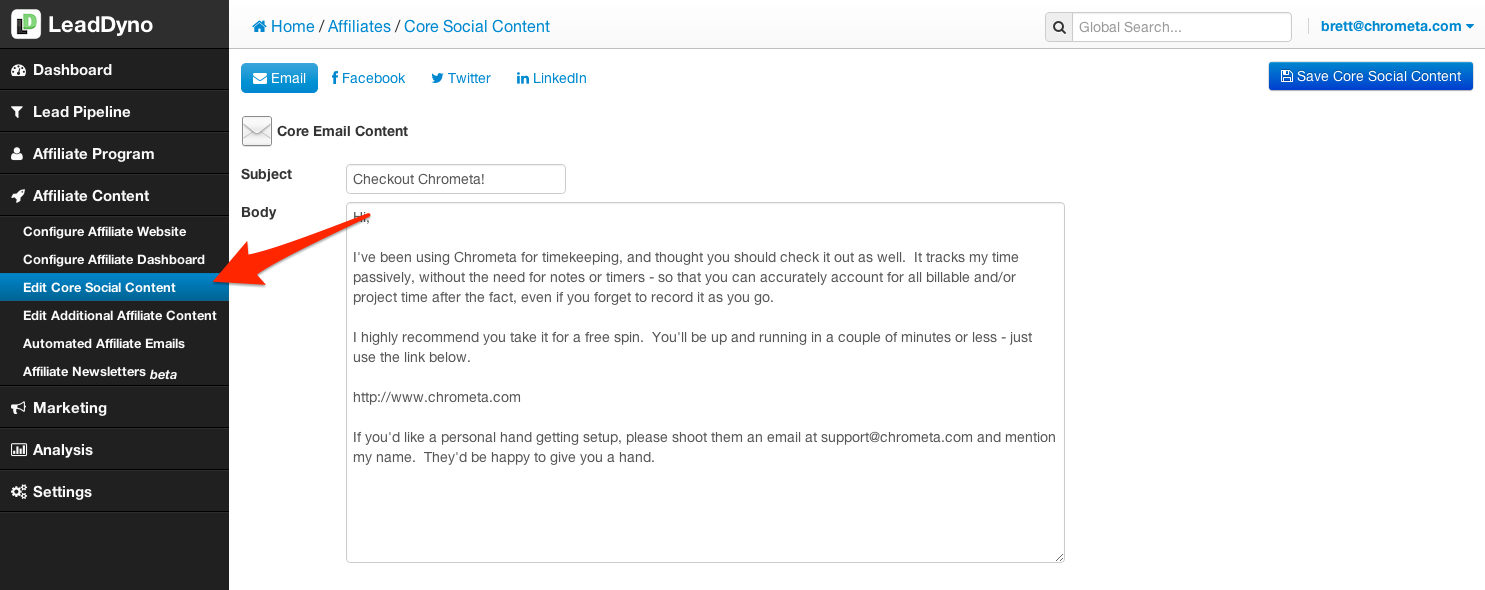 LeadDyno
Home / Affiliates / Core Social Content
Global Search...
brett@chrometa.com
Dashboard
Lead Pipeline
Affiliate Program
Affiliate Content
Configure Affiliate Website
Configure Affiliate Dashboard
Edit Core Social Content
Edit Additional Affiliate Content
Automated Affiliate Emails
Affiliate Newsletters beta
Marketing
Analysis
Settings
Email
Facebook
Twitter
LinkedIn
Save Core Social Content
Core Email Content
Subject
Checkout Chrometa!
Body
Hi,
I've been using Chrometa for timekeeping, and thought you should check it out as well.  It tracks my time
passively, without the need for notes or timers - so that you can accurately account for all billable and/or
project time after the fact, even if you forget to record it as you go.
I highly recommend you take it for a free spin.  You'll be up and running in a couple of minutes or less - just
use the link below.
http://www.chrometa.com
If you'd like a personal hand getting setup, please shoot them an email at support@chrometa.com and mention
my name.  They'd be happy to give you a hand.